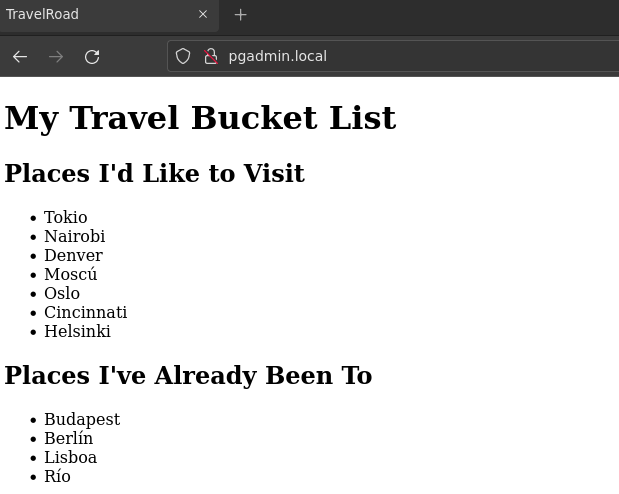 TravelRoad
pgadmin.local
My Travel Bucket List
Places I'd Like to Visit
Tokio
Nairobi
Denver
Moscú
Oslo
Cincinnati
Helsinki
Places I've Already Been To
Budapest
Berlín
Lisboa
Río